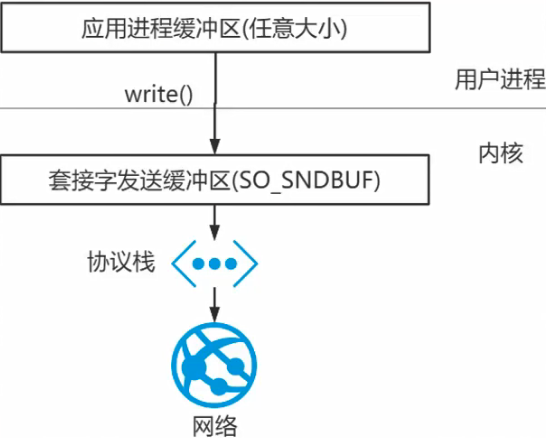 应用进程缓冲区(任意大小)
用户进程
write()
内核
套接字发送缓冲区(SO_SNDBUF)
协议栈
网络